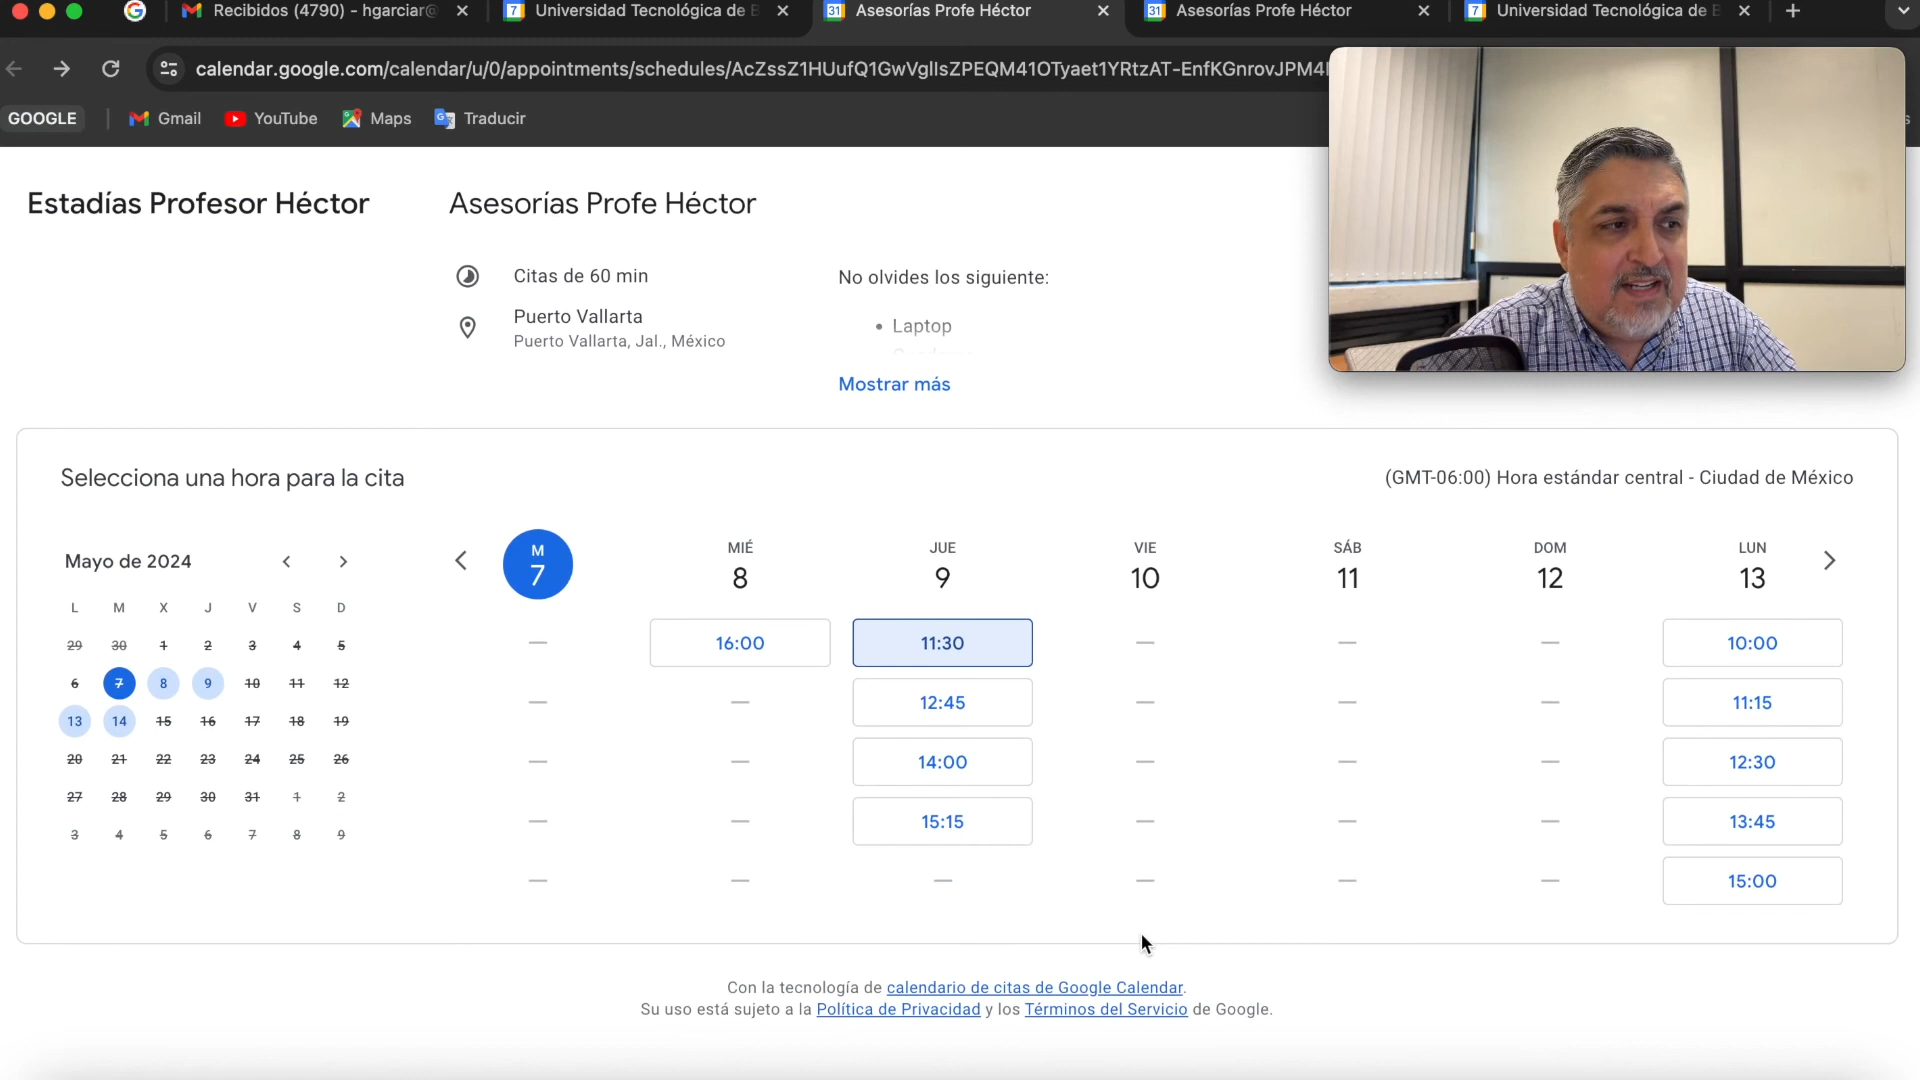 Recibidos (4790) - hgarciar@
Universidad Tecnológica de B
Asesorías Profe Héctor
Asesorías Profe Héctor
Universidad Tecnológica de B
calendar.google.com/calendar/u/0/appointments/schedules/
GOOGLE
Gmail
YouTube
Maps
Traducir
Estadías Profesor Héctor
Asesorías Profe Héctor
Citas de 60 min
Puerto Vallarta
Puerto Vallarta, Jal., México
No olvides los siguiente:
• Laptop
Mostrar más
Selecciona una hora para la cita
(GMT-06:00) Hora estándar central - Ciudad de México
Mayo de 2024
L M X J V S D
29 30 1 2 3 4 5
6 7 8 9 10 11 12
13 14 15 16 17 18 19
20 21 22 23 24 25 26
27 28 29 30 31 1 2
3 4 5 6 7 8 9
M MIÉ JUE VIE SÁB DOM LUN
7 8 9 10 11 12 13
— 16:00 11:30 — — — 10:00
— — 12:45 — — — 11:15
— — 14:00 — — — 12:30
— — 15:15 — — — 13:45
— — — — — — 15:00
Con la tecnología de calendario de citas de Google Calendar.
Su uso está sujeto a la Política de Privacidad y los Términos del Servicio de Google.